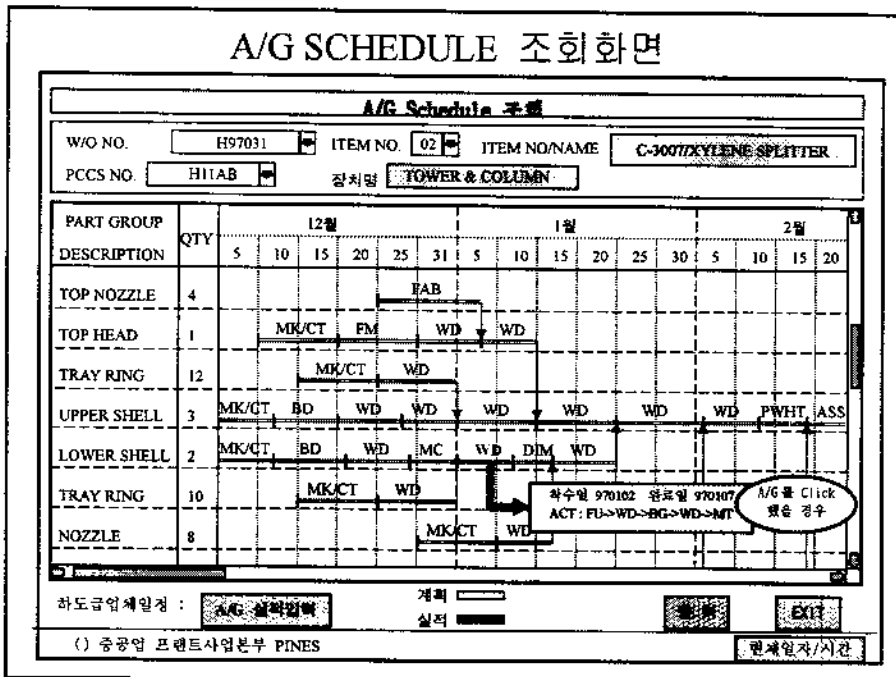 A/G SCHEDULE 조회화면
A/G Schedule 조회
W/O NO. H97031 ITEM NO. 02 ITEM NO/NAME C-3007//XYLENE SPLITTER
PCCS NO. H11AB 장치명 TOWER & COLUMN
PART GROUP DESCRIPTION QTY 12월 1월 2월
5 10 15 20 25 31 5 10 15 20 25 30 5 10 15 20
TOP NOZZLE 4 FAB
TOP HEAD 1 MK/CT FM WD WD
TRAY RING 12 MK/CT WD
UPPER SHELL 3 MK/CT BD WD WD WD WD WD WD PWHT ASS
LOWER SHELL 2 MK/CT BD WD MC WD DIM WD
TRAY RING 10 MK/CT WD
착수일 970102 완료일 970107
ACT : FU->WD->BG->WD->MT
A/G를 Click
했을 경우
NOZZLE 8 MK/CT WD
하도급업체일정 : A/G 실적입력 계획
실적
EXIT
() 중공업 프랜트사업본부 PINES 현재일자/시간